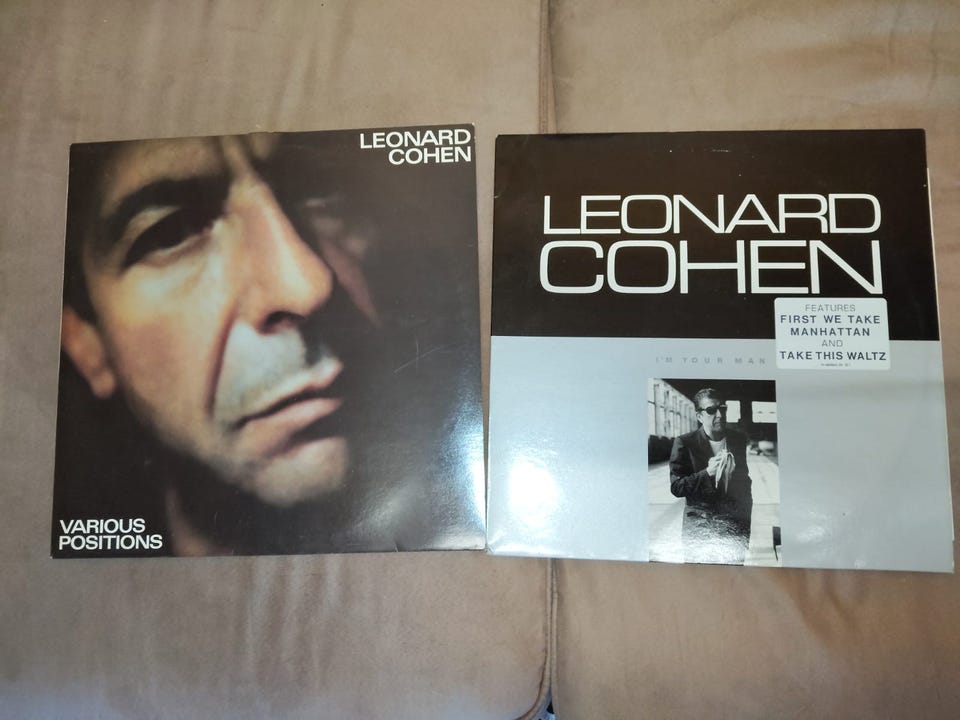 LEONARD
COHEN
VARIOUS
POSITIONS
LEONARD
COHEN
FEATURES
FIRST WE TAKE
MANHATTAN
AND
TAKE THIS WALTZ
I'M YOUR MAN